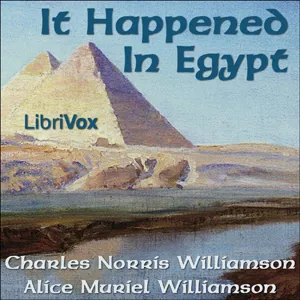 It Happened
In Egypt
LibriVox
Charles Norris Williamson
Alice Muriel Williamson